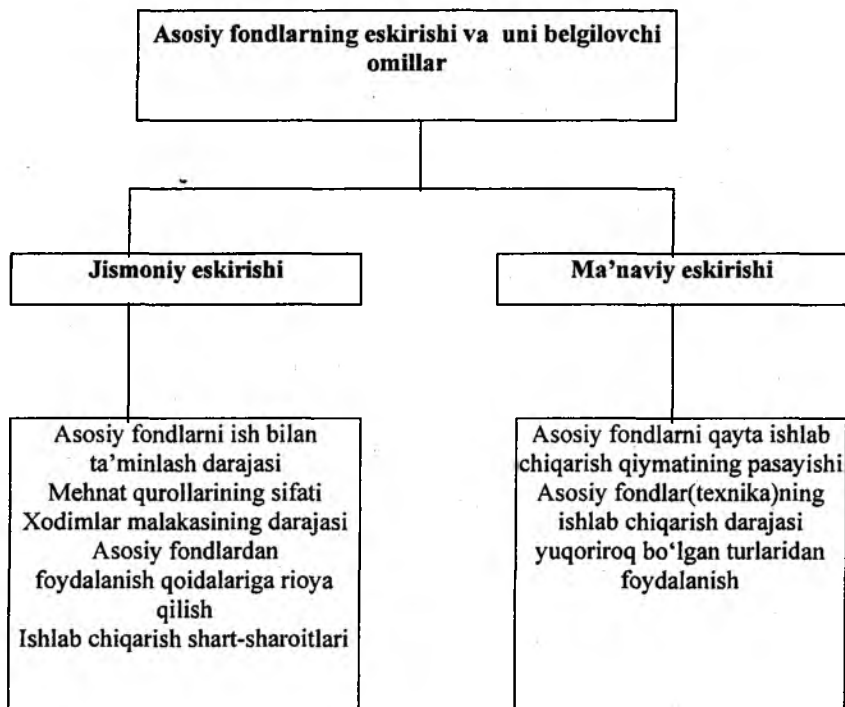 Asosiy fondlarning eskirishi va uni belgilovchi
omillar
Jismoniy eskirishi
Ma’naviy eskirishi
Asosiy fondlarni ish bilan
ta’minlash darajasi
Mehnat qurollarining sifati
Xodimlar malakasining darajasi
Asosiy fondlardan
foydalanish qoidalariga rioya
qilish
Ishlab chiqarish shart-sharoitlari
Asosiy fondlarni qayta ishlab
chiqarish qiymatining pasayishi
Asosiy fondlar(texnika)ning
ishlab chiqarish darajasi
yuqoriroq bo‘lgan turlaridan
foydalanish